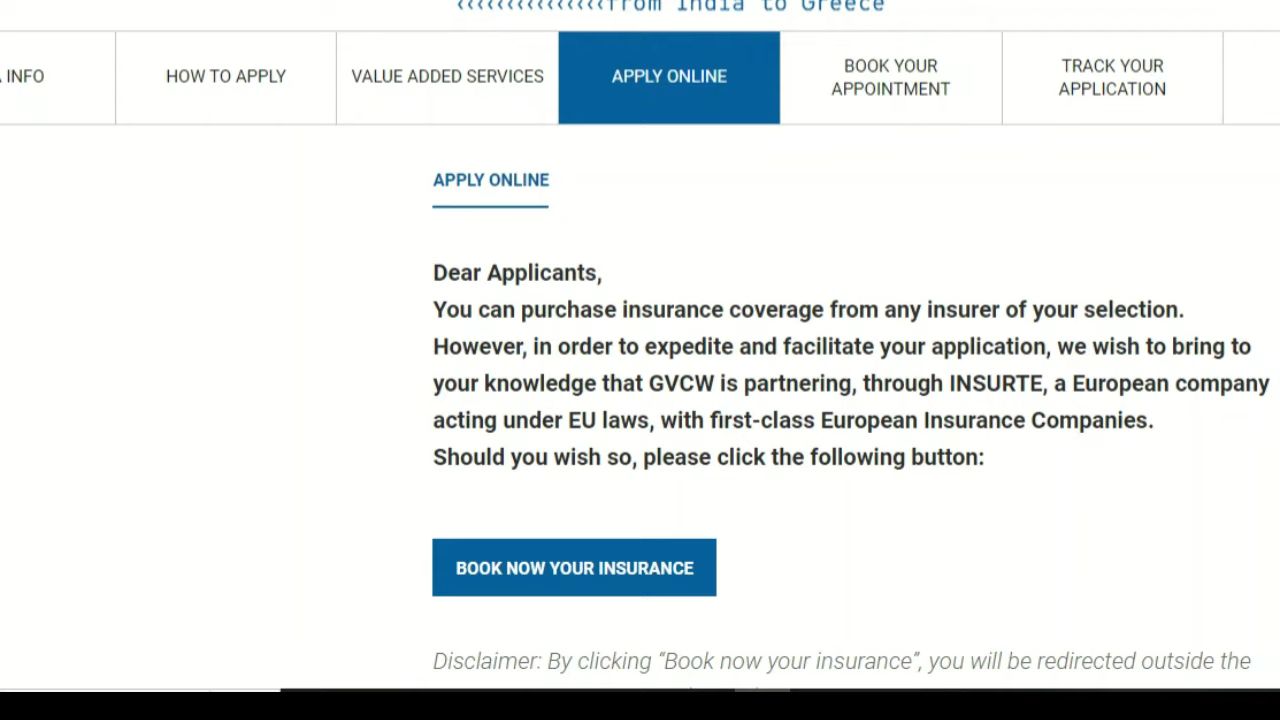 ‹‹‹‹‹‹‹‹‹‹‹‹‹‹‹from India to Greece
INFO
HOW TO APPLY
VALUE ADDED SERVICES
APPLY ONLINE
BOOK YOUR
APPOINTMENT
TRACK YOUR
APPLICATION
APPLY ONLINE
Dear Applicants,
You can purchase insurance coverage from any insurer of your selection.
However, in order to expedite and facilitate your application, we wish to bring to
your knowledge that GVCW is partnering, through INSURTE, a European company
acting under EU laws, with first-class European Insurance Companies.
Should you wish so, please click the following button:
BOOK NOW YOUR INSURANCE
Disclaimer: By clicking “Book now your insurance”, you will be redirected outside the